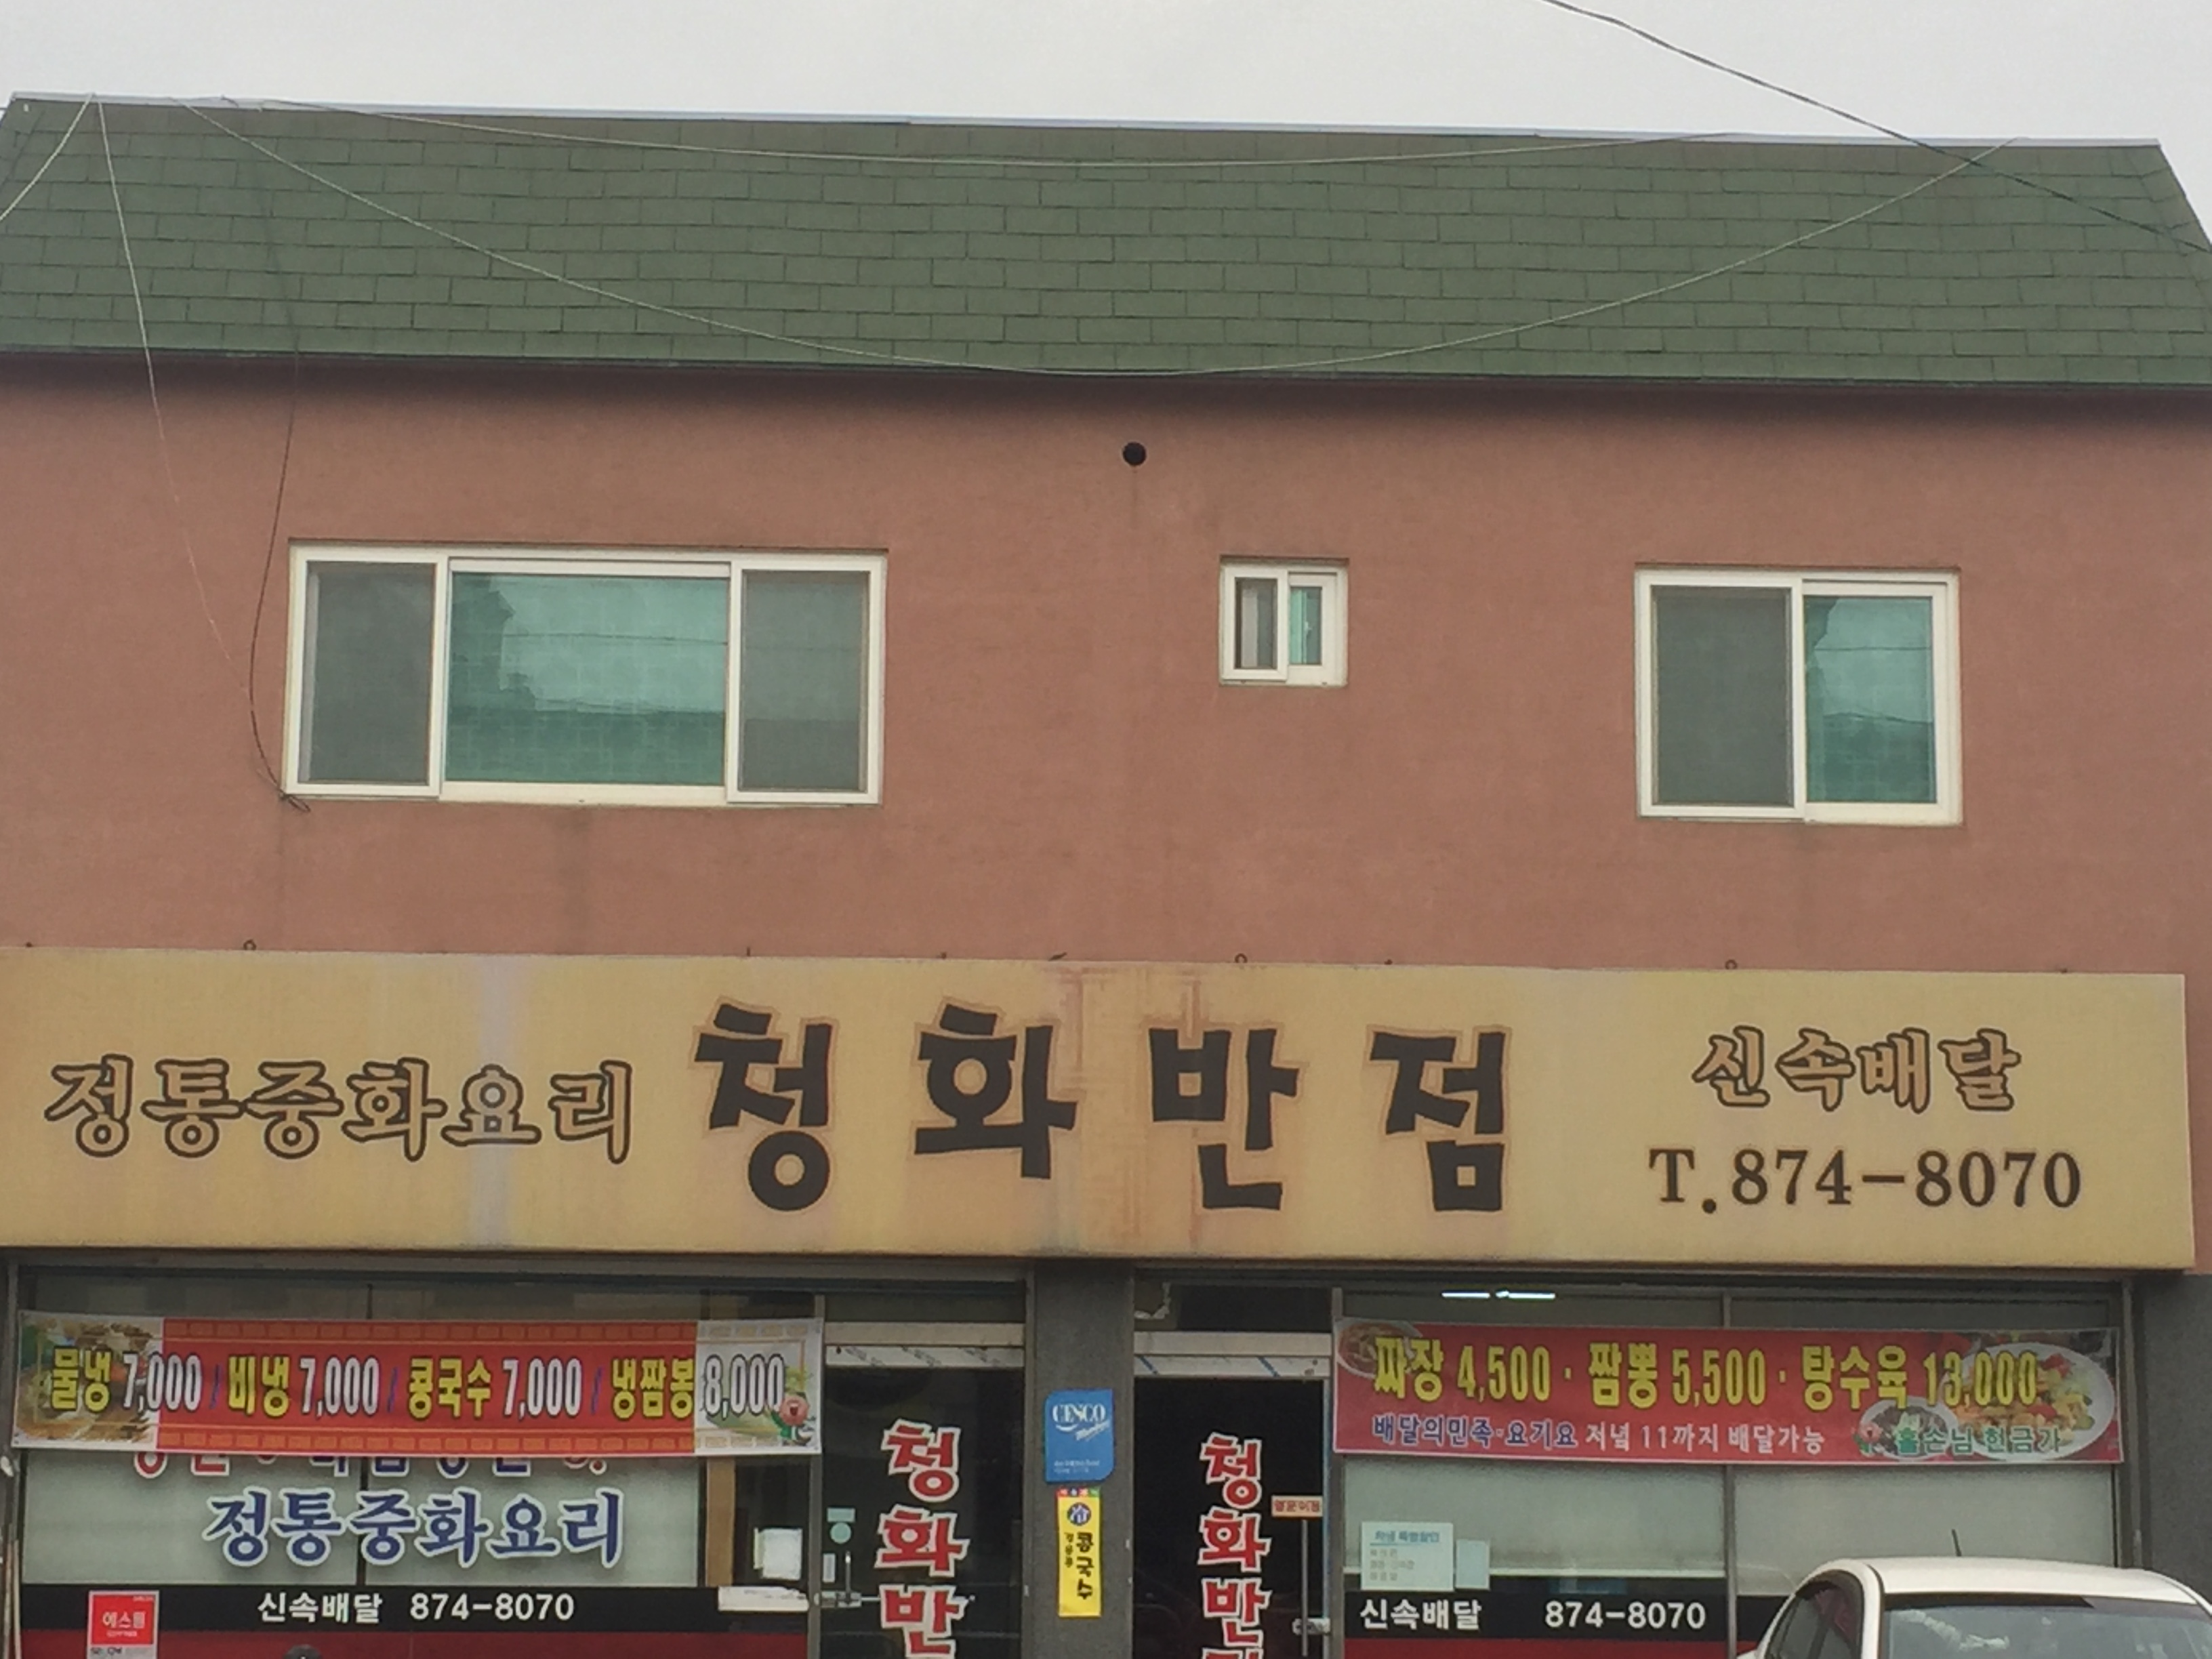 정통중화요리 청화반점 신속배달
T.874-8070
물냉 7,000 / 비냉 7,000 / 콩국수 7,000 / 냉짬뽕 8,000
짜장 4,500 · 짬뽕 5,500 · 탕수육 13,000
배달의민족·요기요 저녁 11까지 배달가능
홀손님 현금가
정통중화요리
신속배달 874-8070
에스원
청화반
CESCO
콩국수
청화반
신속배달 874-8070